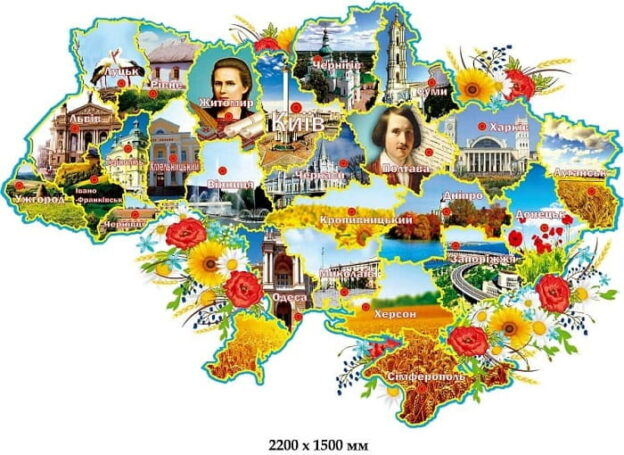 Луцьк
Рівне
Житомир
Київ
Чернігів
Суми
Львів
Тернопіль
Хмельницький
Вінниця
Черкаси
Полтава
Харків
Луганськ
Ужгород
Івано
-Франківськ
Чернівці
Кропивницький
Дніпро
Донецьк
Запоріжжя
Одеса
Миколаїв
Херсон
Сімферополь
2200 x 1500 мм